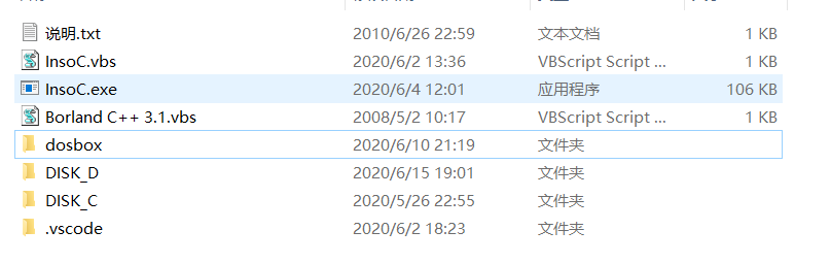 说明.txt 2010/6/26 22:59 文本文档 1 KB
InsoC.vbs 2020/6/2 13:36 VBScript Script ... 1 KB
InsoC.exe 2020/6/4 12:01 应用程序 106 KB
Borland C++ 3.1.vbs 2008/5/2 10:17 VBScript Script ... 1 KB
dosbox 2020/6/10 21:19 文件夹
DISK_D 2020/6/15 19:01 文件夹
DISK_C 2020/5/26 22:55 文件夹
.vscode 2020/6/2 18:23 文件夹